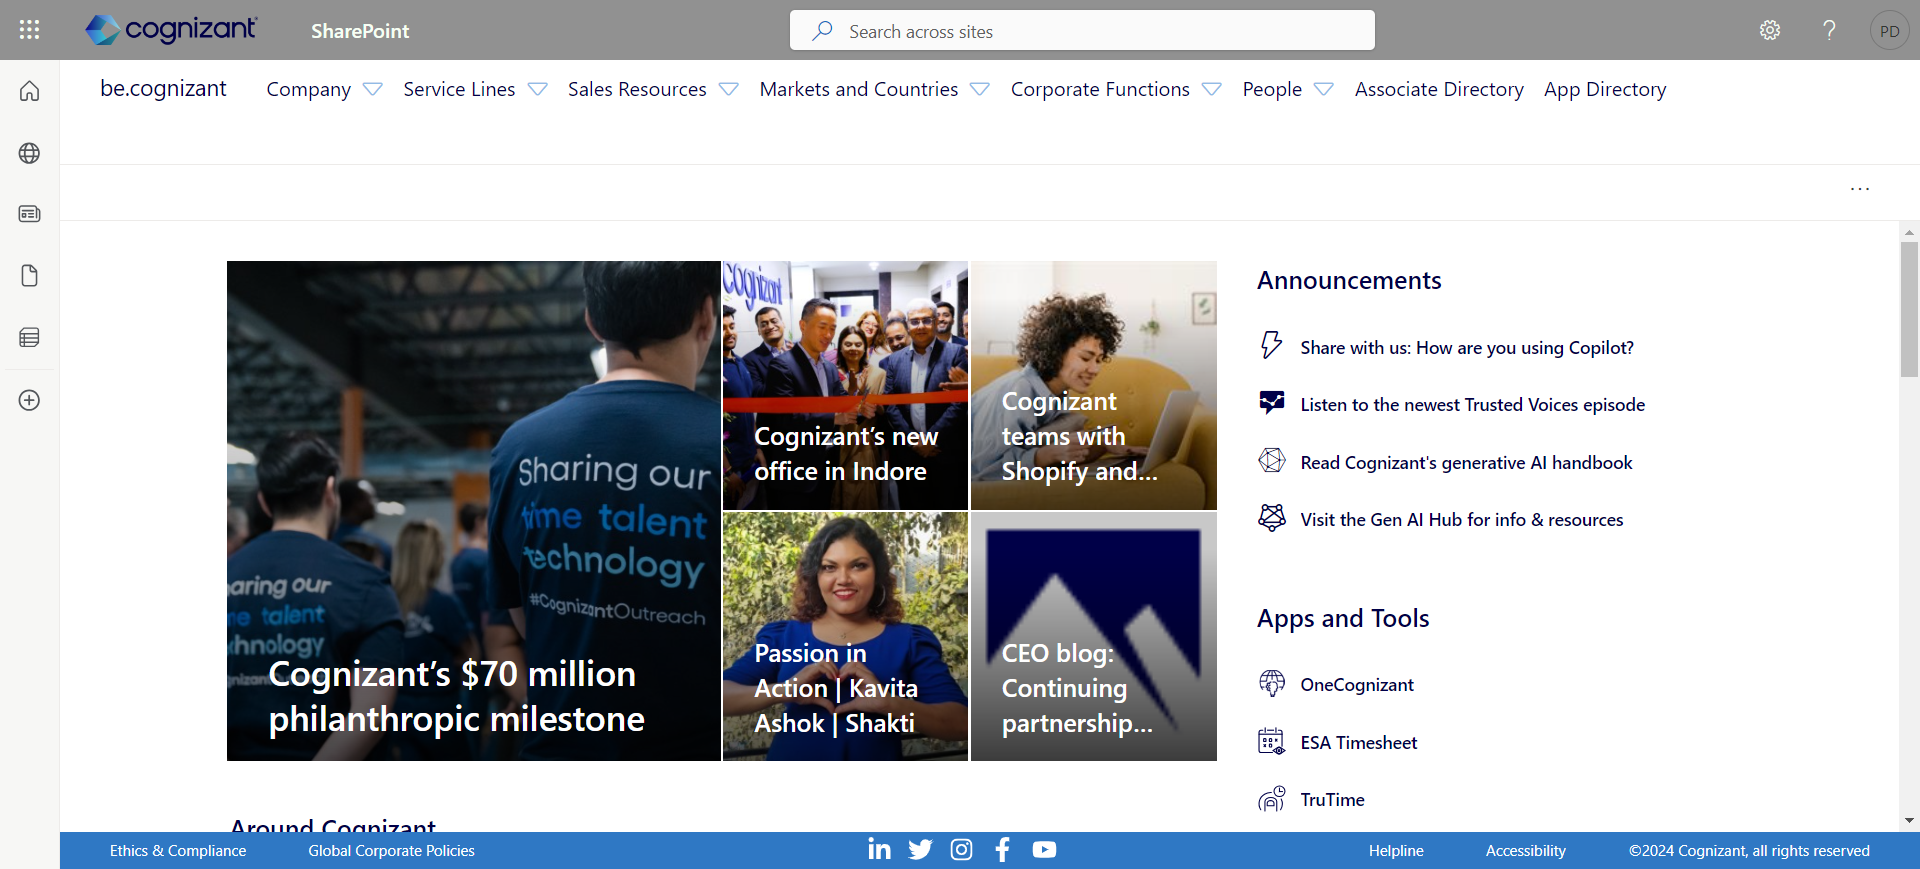 cognizant
SharePoint
Search across sites
PD
be.cognizant
Company
Service Lines
Sales Resources
Markets and Countries
Corporate Functions
People
Associate Directory
App Directory
...
Sharing our
time talent
technology
#CognizantOutreach
haring our
me talent
hnology
Cognizant’s $70 million
philanthropic milestone
cognizant
Cognizant’s new
office in Indore
Cognizant
teams with
Shopify and...
Passion in
Action | Kavita
Ashok | Shakti
CEO blog:
Continuing
partnership...
Announcements
Share with us: How are you using Copilot?
Listen to the newest Trusted Voices episode
Read Cognizant's generative AI handbook
Visit the Gen AI Hub for info & resources
Apps and Tools
OneCognizant
ESA Timesheet
TruTime
Around Cognizant
Ethics & Compliance
Global Corporate Policies
Helpline
Accessibility
©2024 Cognizant, all rights reserved